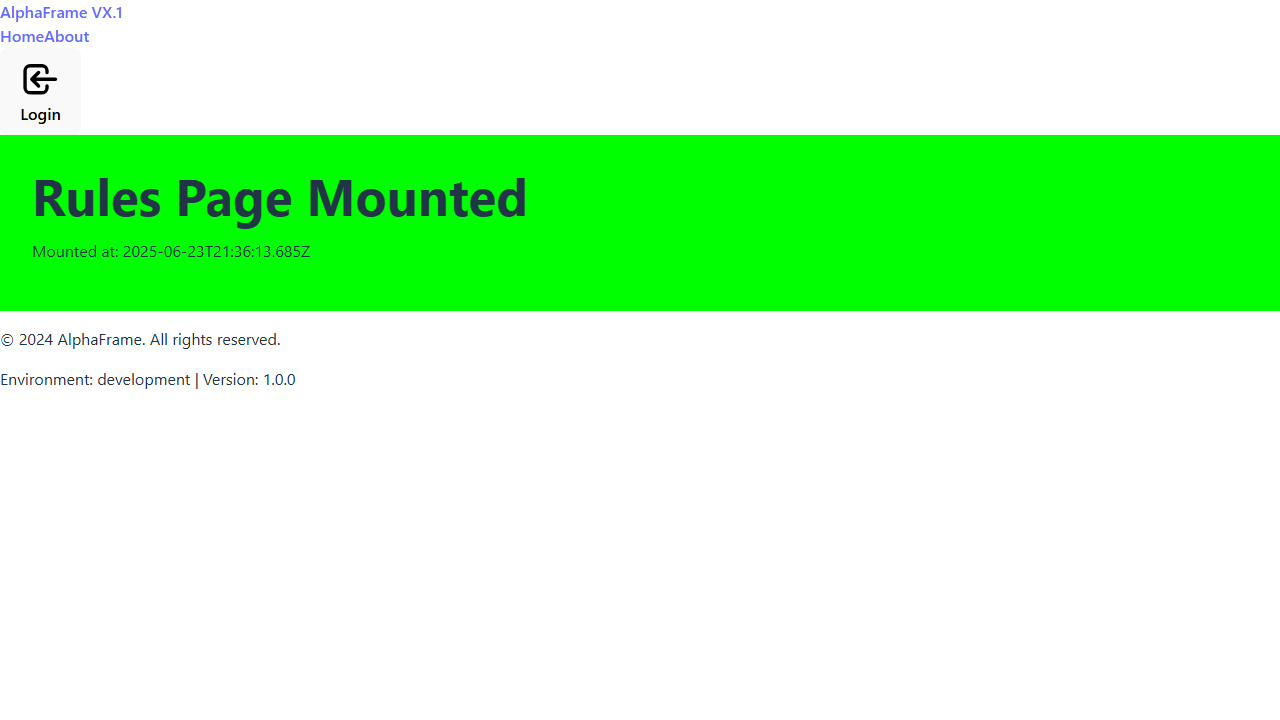 AlphaFrame VX.1
HomeAbout
Login
Rules Page Mounted
Mounted at: 2025-06-23T21:36:13.685Z
© 2024 AlphaFrame. All rights reserved.
Environment: development | Version: 1.0.0